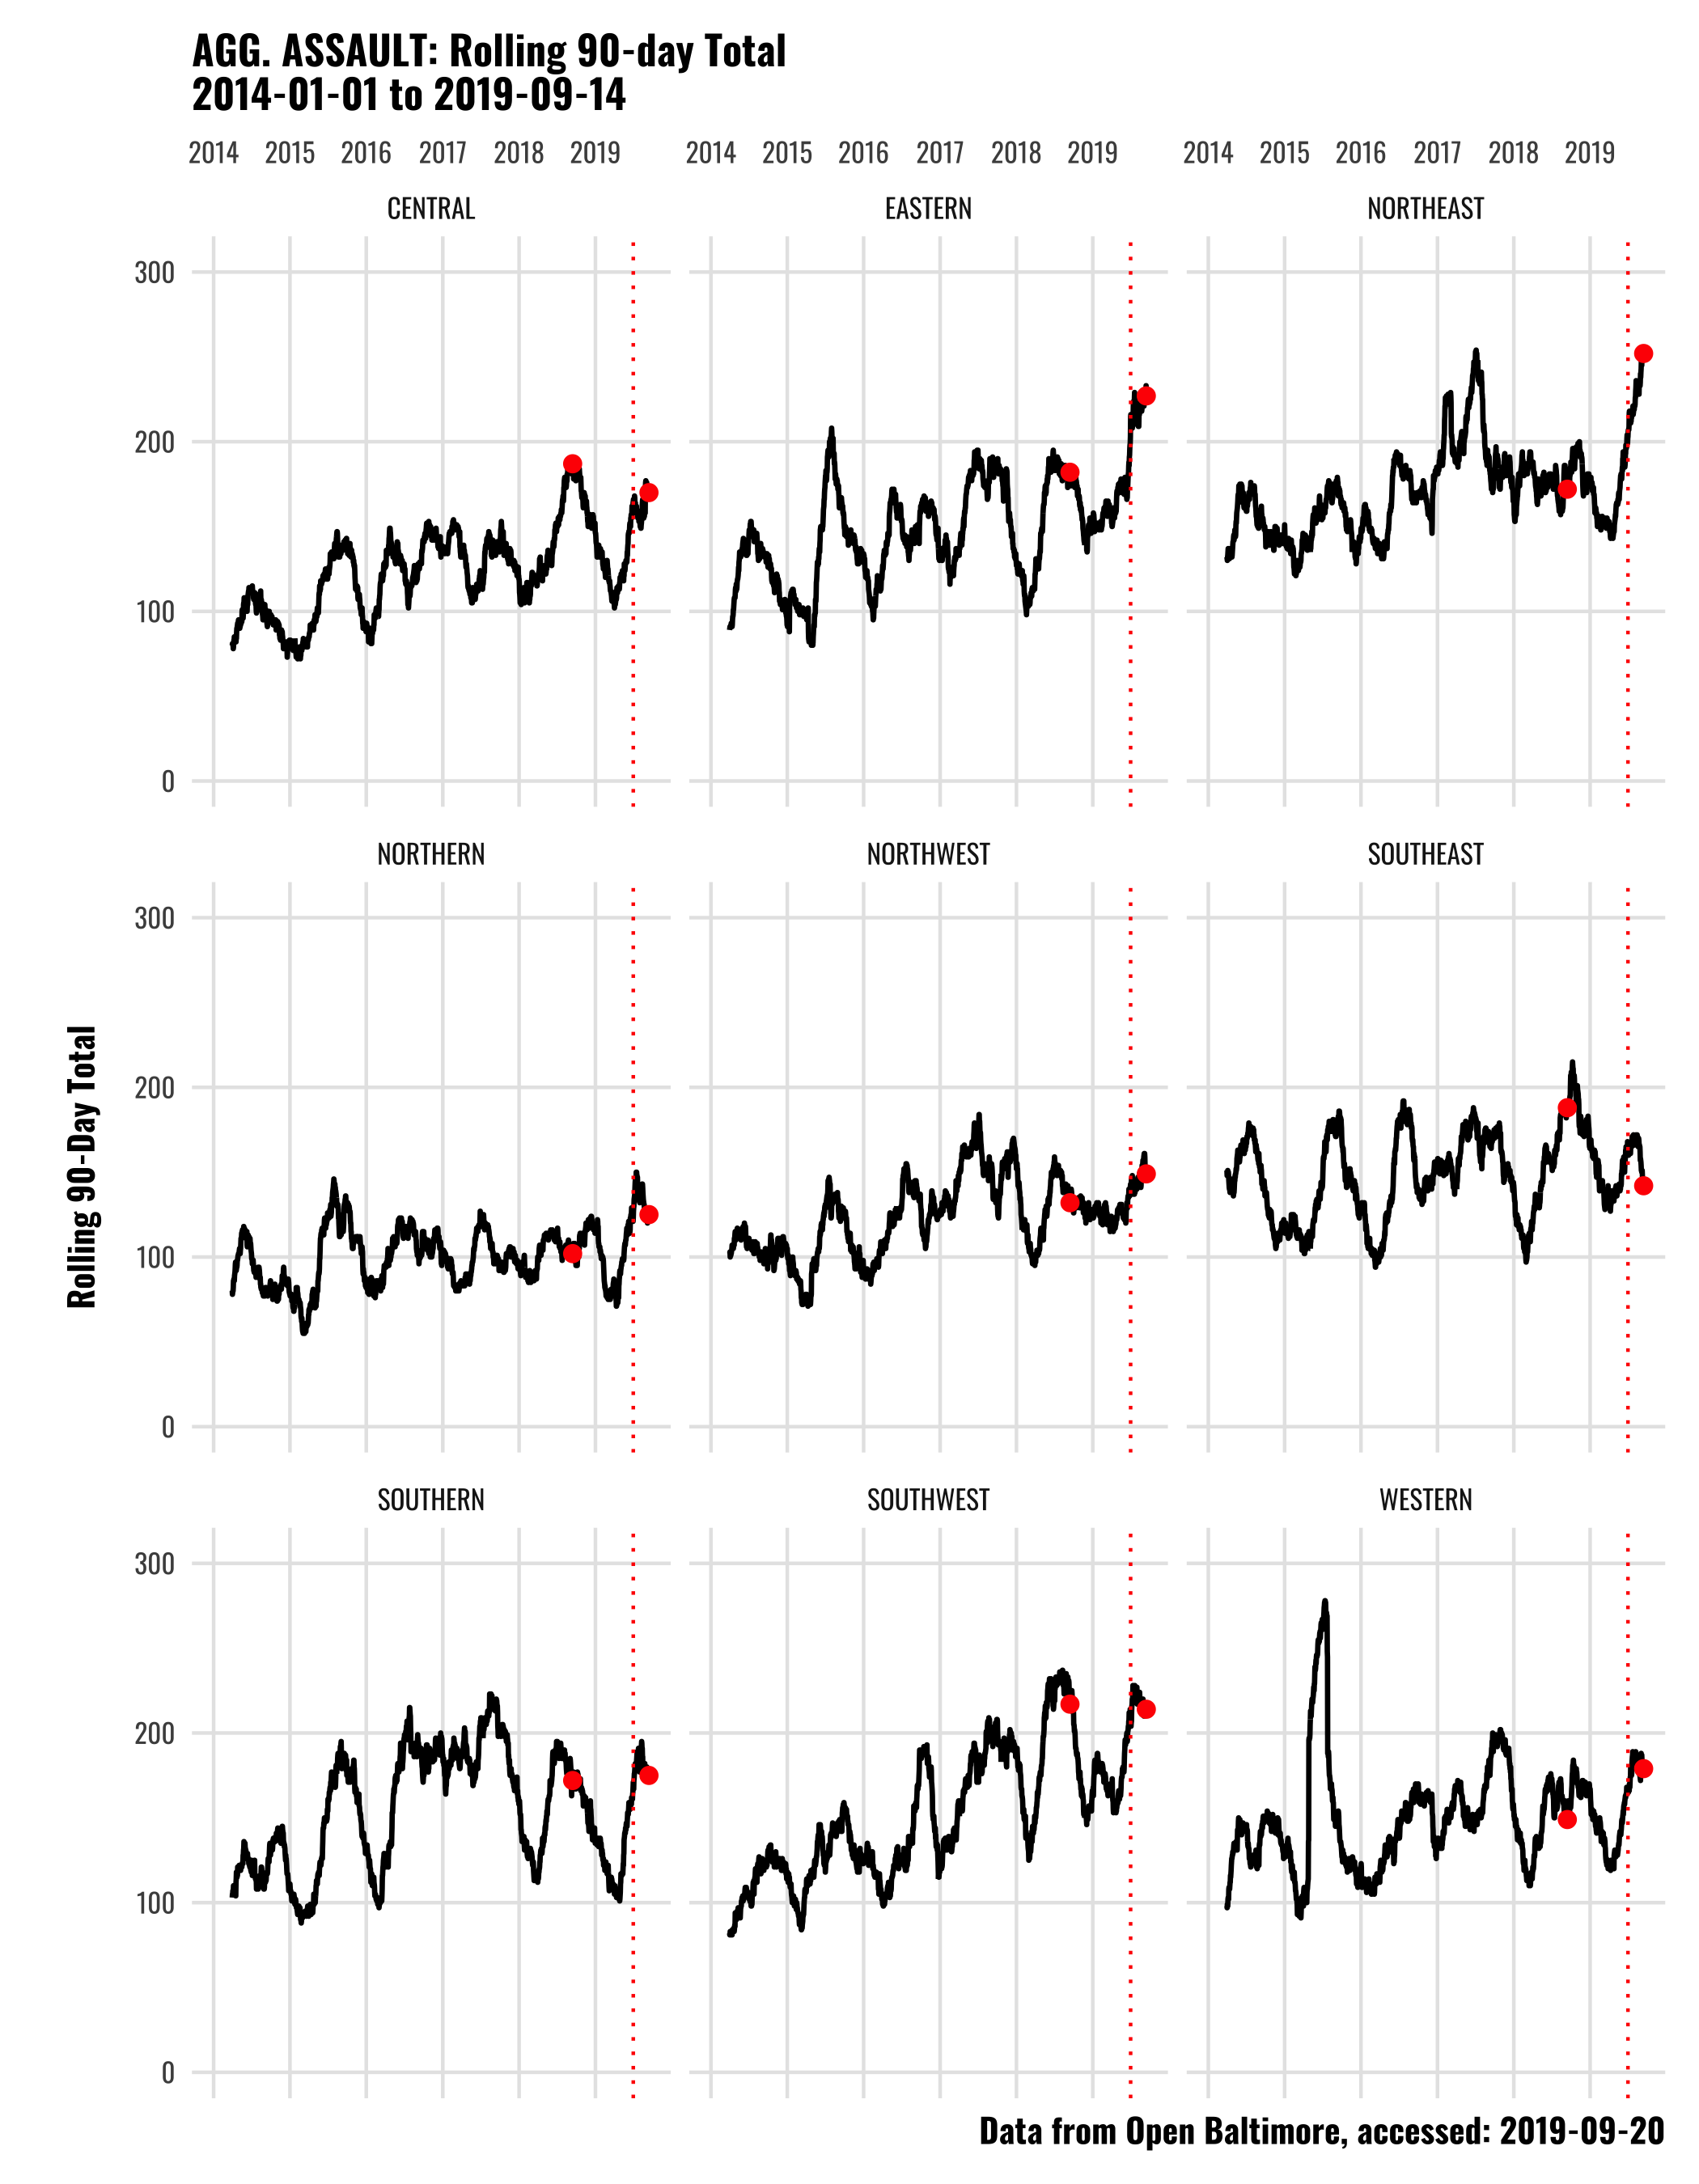 AGG. ASSAULT: Rolling 90-day Total
2014-01-01 to 2019-09-14
2014 2015 2016 2017 2018 2019 2014 2015 2016 2017 2018 2019 2014 2015 2016 2017 2018 2019
CENTRAL EASTERN NORTHEAST
300
200
100
0
NORTHERN NORTHWEST SOUTHEAST
300
200
100
0
Rolling 90-Day Total
SOUTHERN SOUTHWEST WESTERN
300
200
100
0
Data from Open Baltimore, accessed: 2019-09-20